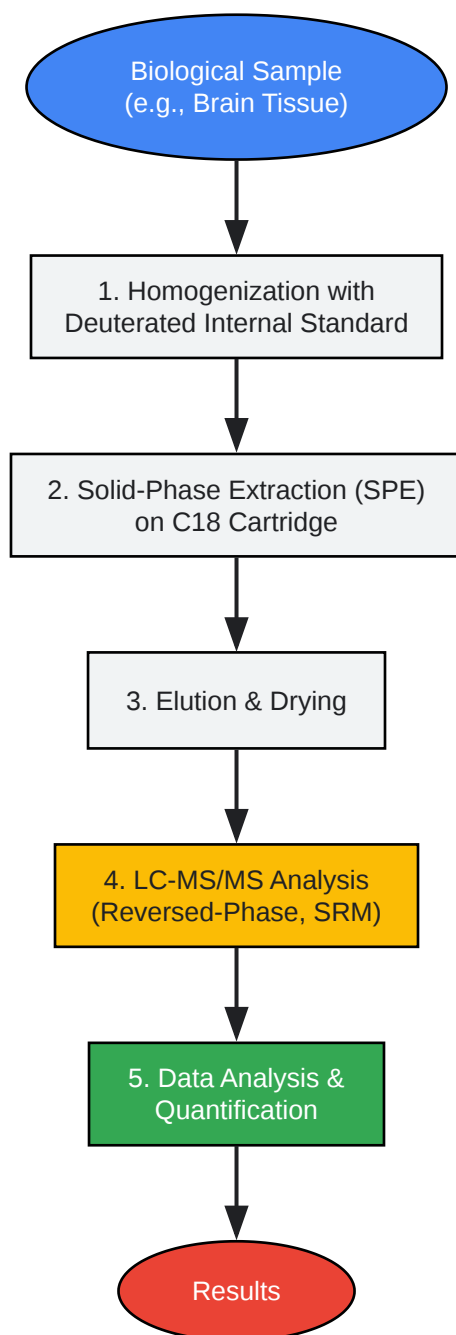 Biological Sample
(e.g., Brain Tissue)
1. Homogenization with
Deuterated Internal Standard
2. Solid-Phase Extraction (SPE)
on C18 Cartridge
3. Elution & Drying
4. LC-MS/MS Analysis
(Reversed-Phase, SRM)
5. Data Analysis &
Quantification
Results